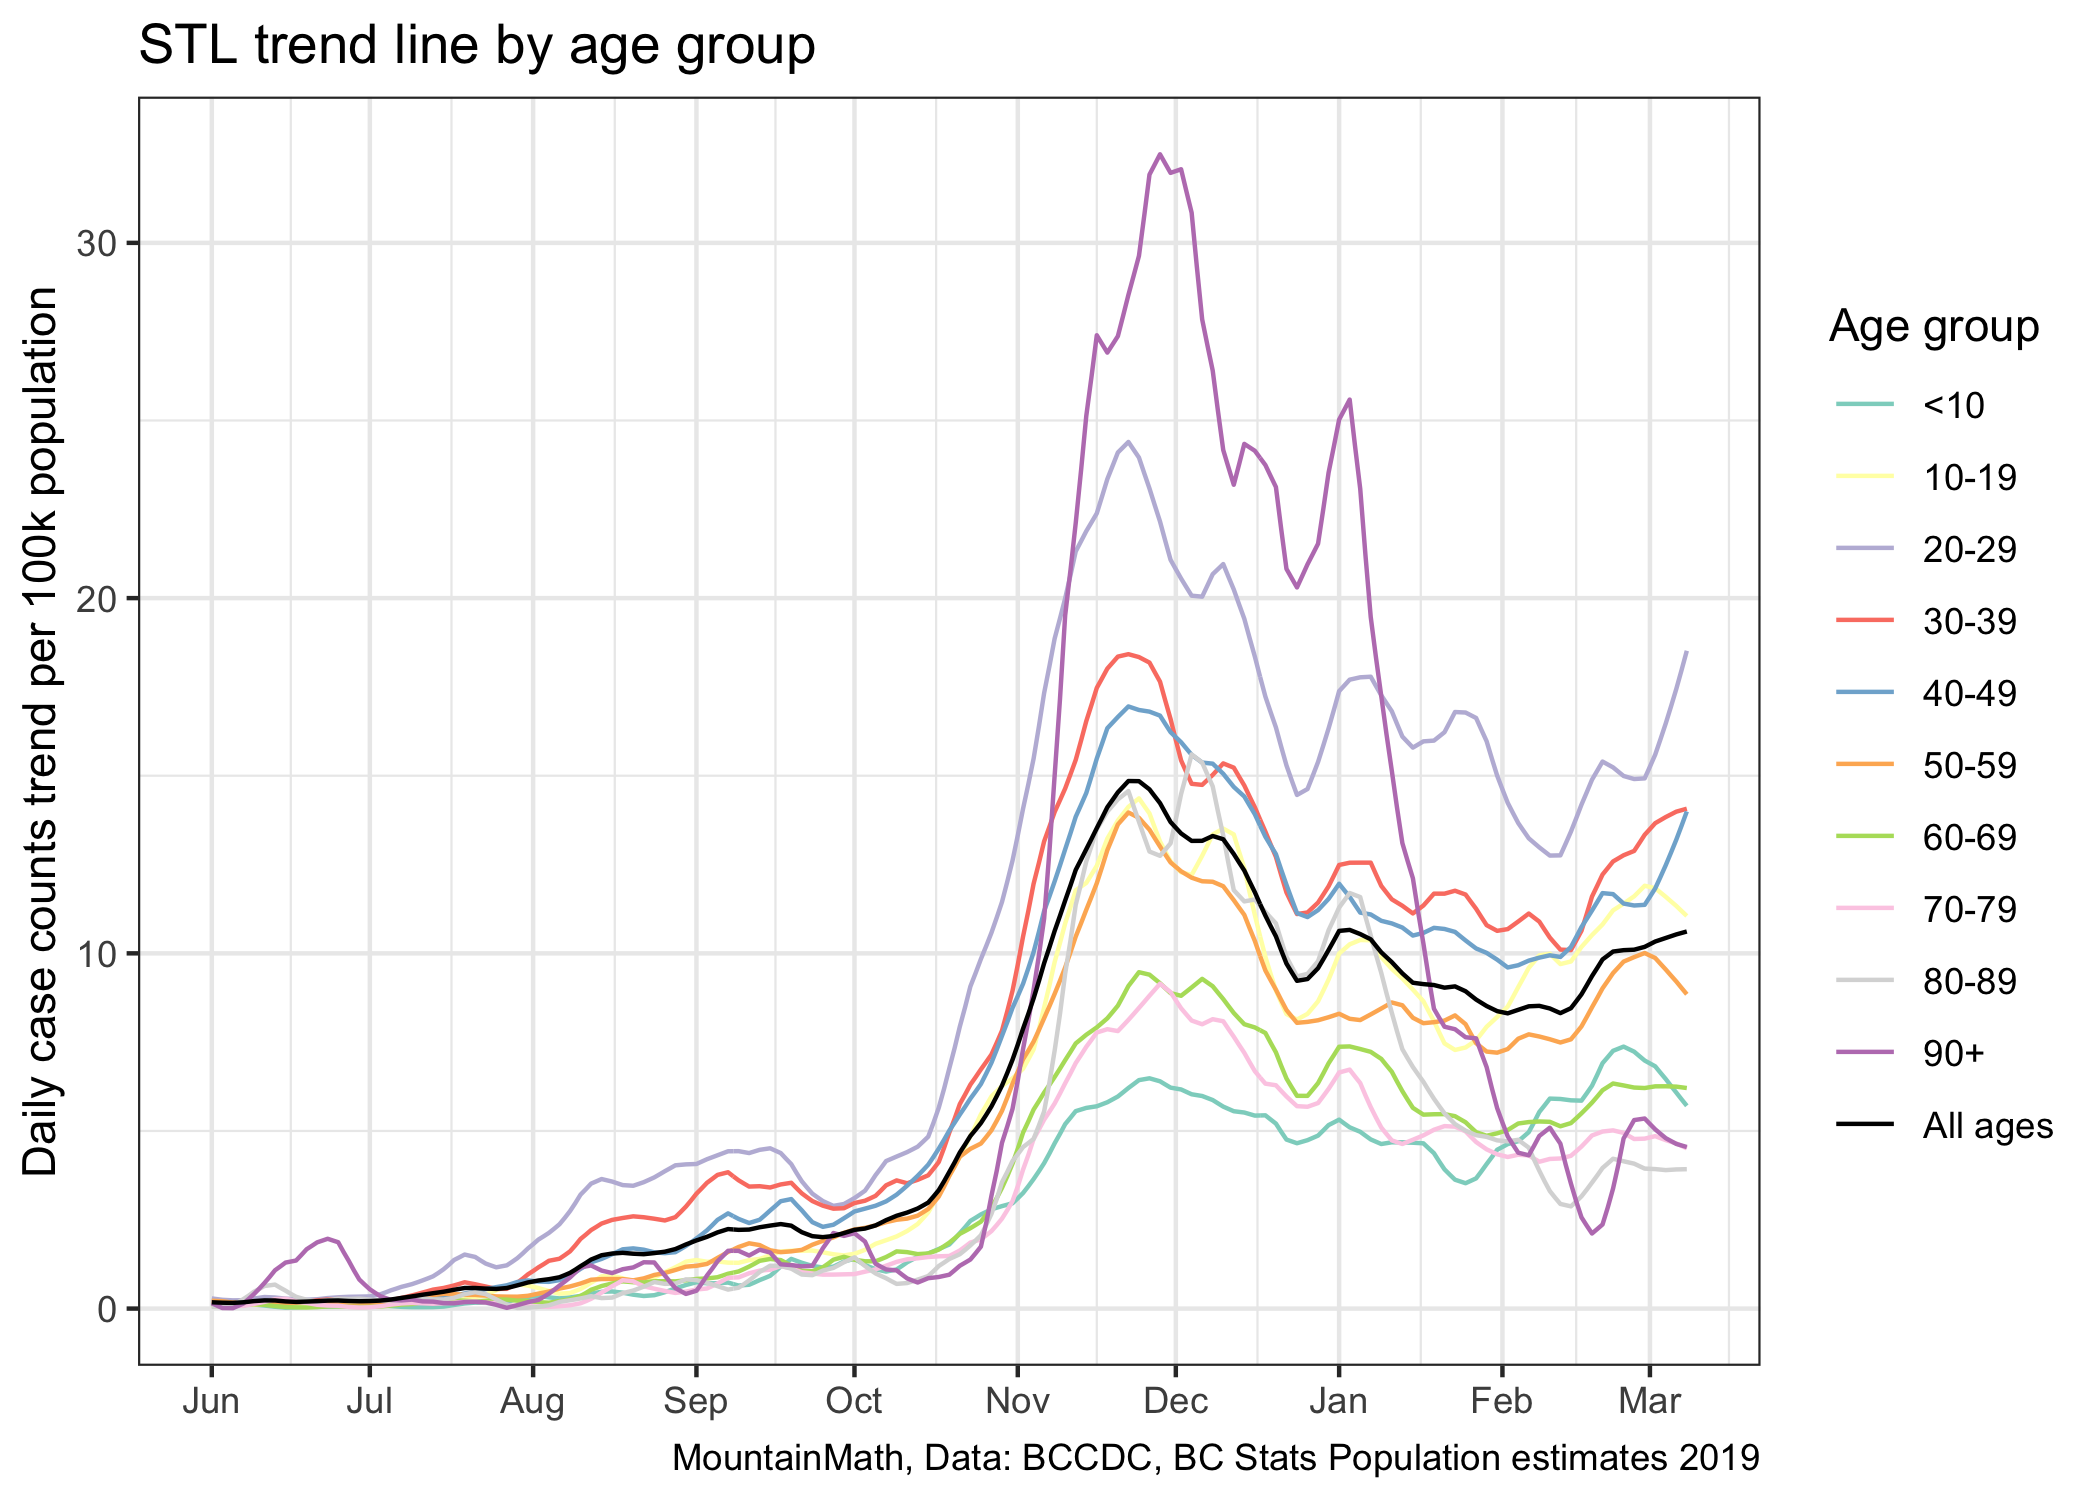 STL trend line by age group
Daily case counts trend per 100k population
30
20
10
0
Jun
Jul
Aug
Sep
Oct
Nov
Dec
Jan
Feb
Mar
Age group
<10
10-19
20-29
30-39
40-49
50-59
60-69
70-79
80-89
90+
All ages
MountainMath, Data: BCCDC, BC Stats Population estimates 2019